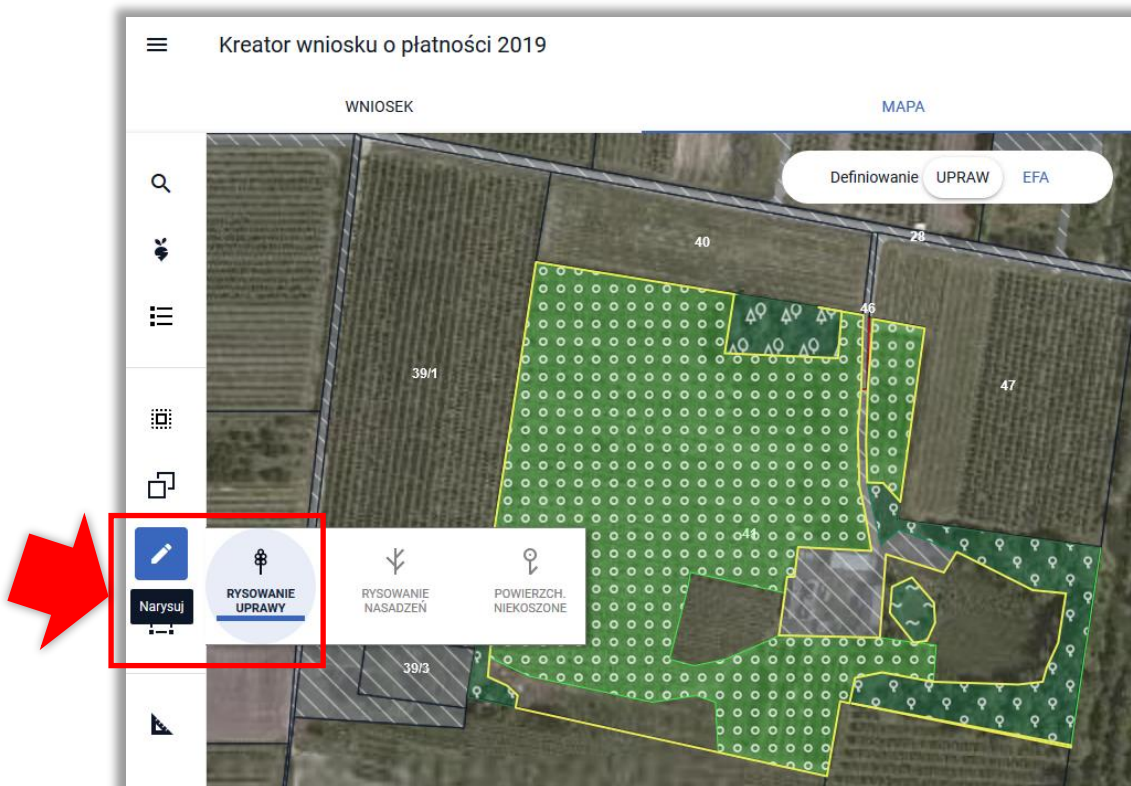 Kreator wniosku o płatności 2019
WNIOSEK
MAPA
Definiowanie UPRAW EFA
40
28
46
39/1
47
41
Narysuj
RYSOWANIE
UPRAWY
RYSOWANIE
NASADZEŃ
POWIERZCH.
NIEKOSZONE
39/3